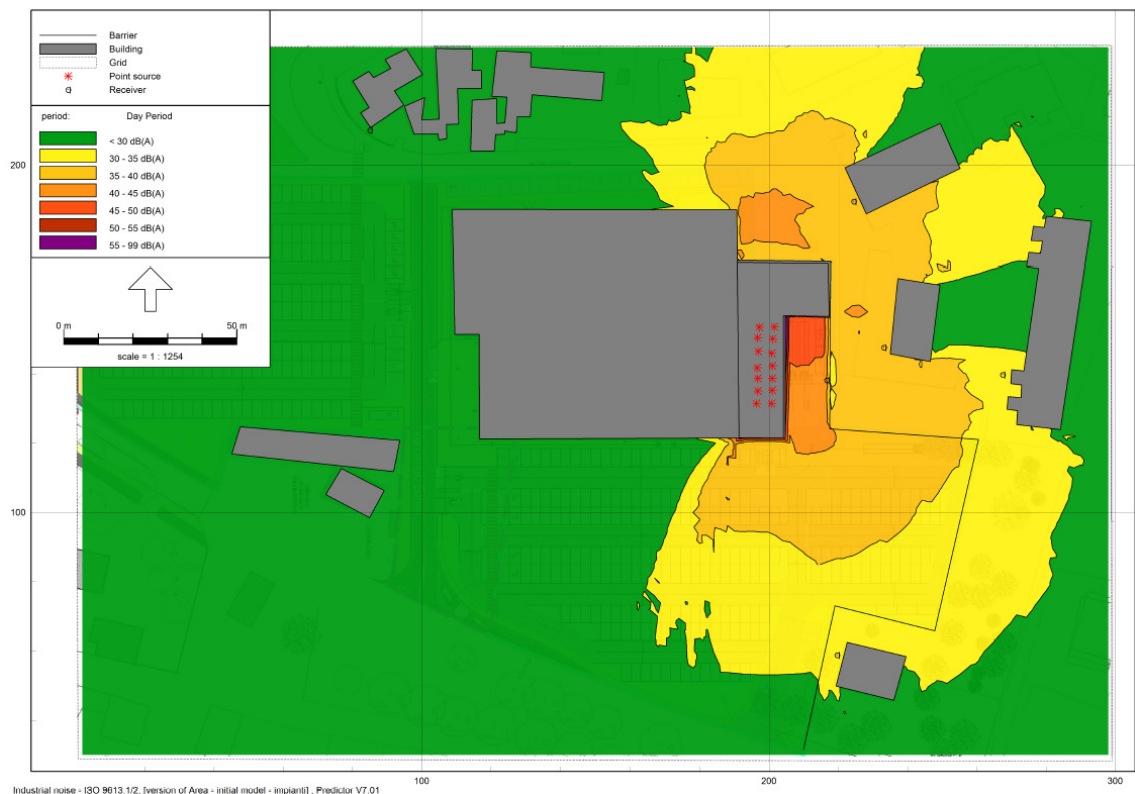 Barrier
Building
Grid
Point source
Receiver
period: Day Period
< 30 dB(A)
30 - 35 dB(A)
35 - 40 dB(A)
40 - 45 dB(A)
45 - 50 dB(A)
50 - 55 dB(A)
55 - 99 dB(A)
0 m 50 m
scale = 1 : 1254
200
100
100 200 300
Industrial noise - ISO 9613.1/2, [version of Area - initial model - impianti] , Predictor V7.01